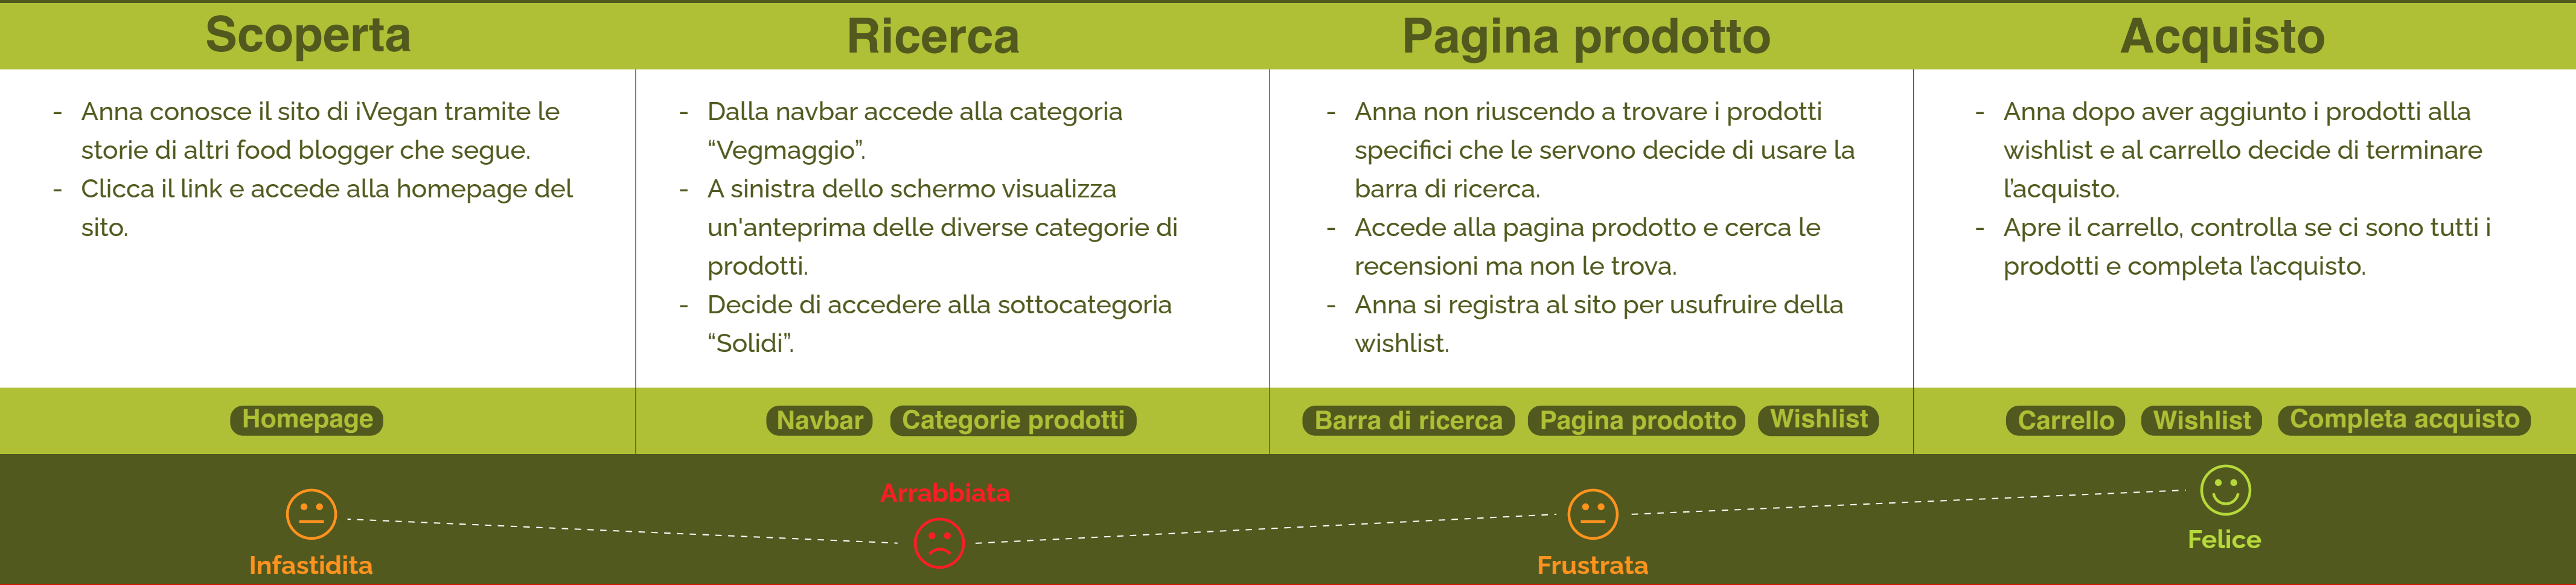 Scoperta
Ricerca
Pagina prodotto
Acquisto
- Anna conosce il sito di iVegan tramite le
storie di altri food blogger che segue.
- Clicca il link e accede alla homepage del
sito.
- Dalla navbar accede alla categoria
“Vegmaggio”.
- A sinistra dello schermo visualizza
un'anteprima delle diverse categorie di
prodotti.
- Decide di accedere alla sottocategoria
“Solidi”.
- Anna non riuscendo a trovare i prodotti
specifici che le servono decide di usare la
barra di ricerca.
- Accede alla pagina prodotto e cerca le
recensioni ma non le trova.
- Anna si registra al sito per usufruire della
wishlist.
- Anna dopo aver aggiunto i prodotti alla
wishlist e al carrello decide di terminare
l’acquisto.
- Apre il carrello, controlla se ci sono tutti i
prodotti e completa l’acquisto.
Homepage
Navbar
Categorie prodotti
Barra di ricerca
Pagina prodotto
Wishlist
Carrello
Wishlist
Completa acquisto
Infastidita
Arrabbiata
Frustrata
Felice